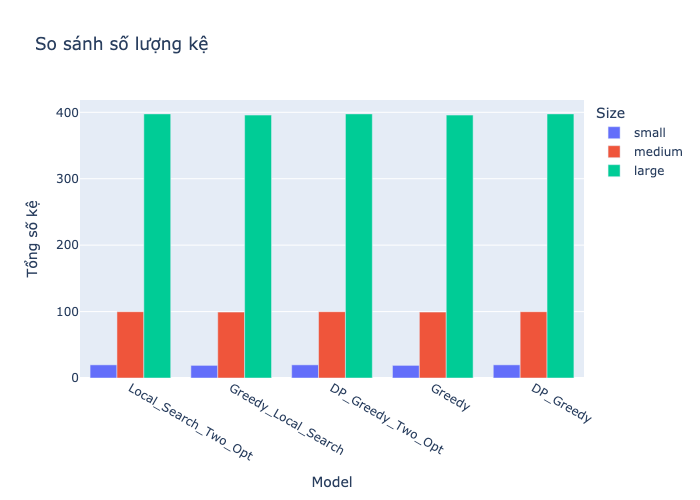 So sánh số lượng kệ
Size
small
medium
large
Tổng số kệ
400
300
200
100
0
Local_Search_Two_Opt
Greedy_Local_Search
DP_Greedy_Two_Opt
Greedy
DP_Greedy
Model